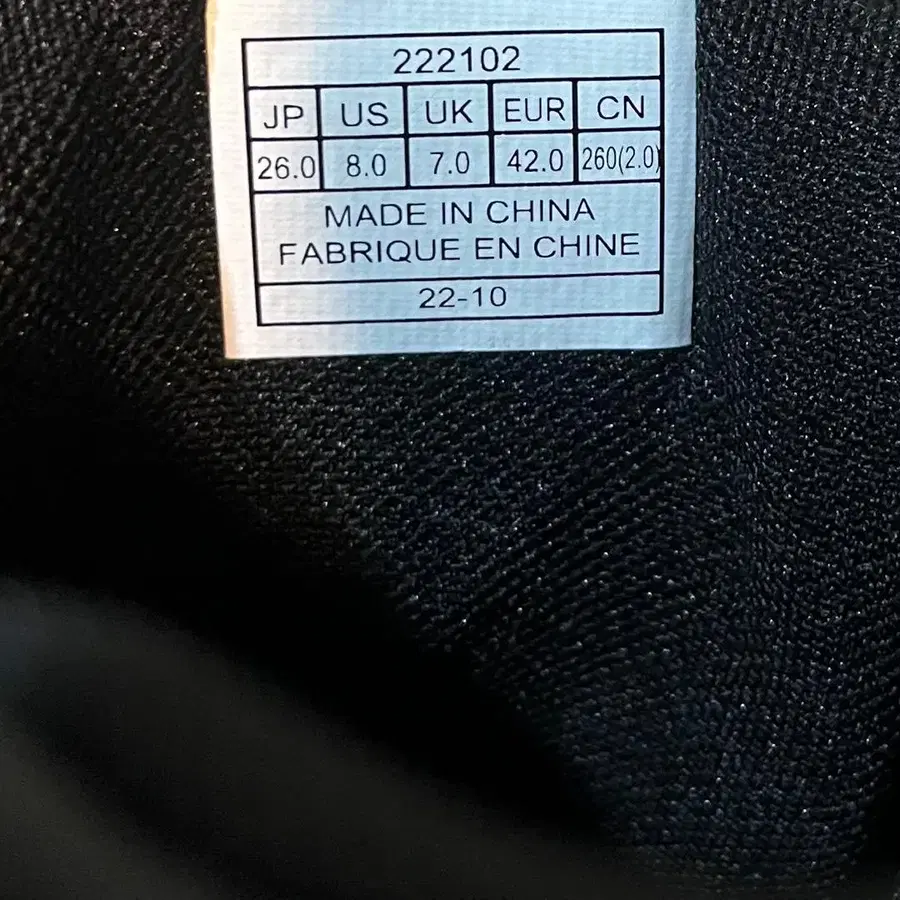 222102
JP US UK EUR CN
26.0 8.0 7.0 42.0 260(2.0)
MADE IN CHINA
FABRIQUE EN CHINE
22-10